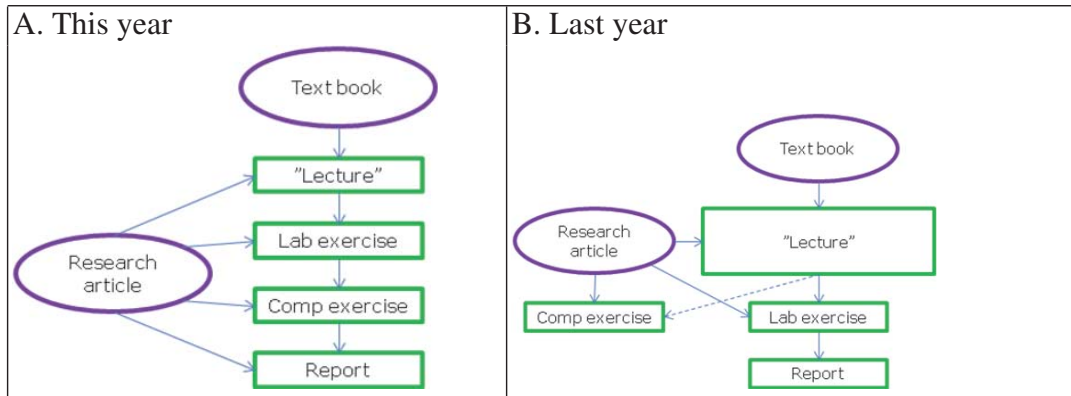 A. This year
Text book
"Lecture"
Lab exercise
Research
article
Comp exercise
Report
B. Last year
Text book
Research
article
"Lecture"
Comp exercise
Lab exercise
Report